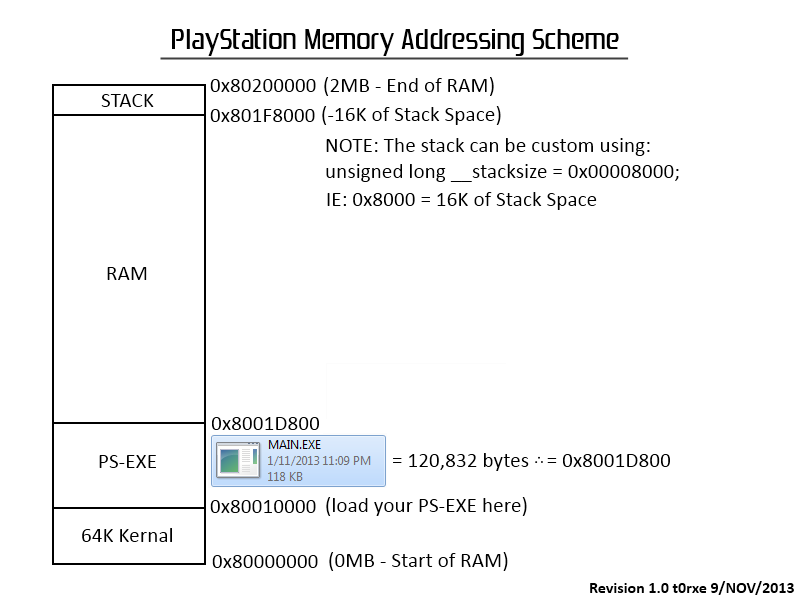 PlayStation Memory Addressing Scheme
0x80200000 (2MB - End of RAM)
STACK
0x801F8000 (-16K of Stack Space)
NOTE: The stack can be custom using:
unsigned long __stacksize = 0x00008000;
IE: 0x8000 = 16K of Stack Space
RAM
0x8001D800
MAIN.EXE
1/11/2013 11:09 PM
118 KB
= 120,832 bytes ∴ = 0x8001D800
PS-EXE
0x80010000 (load your PS-EXE here)
64K Kernal
0x80000000 (0MB - Start of RAM)
Revision 1.0 t0rxe 9/NOV/2013